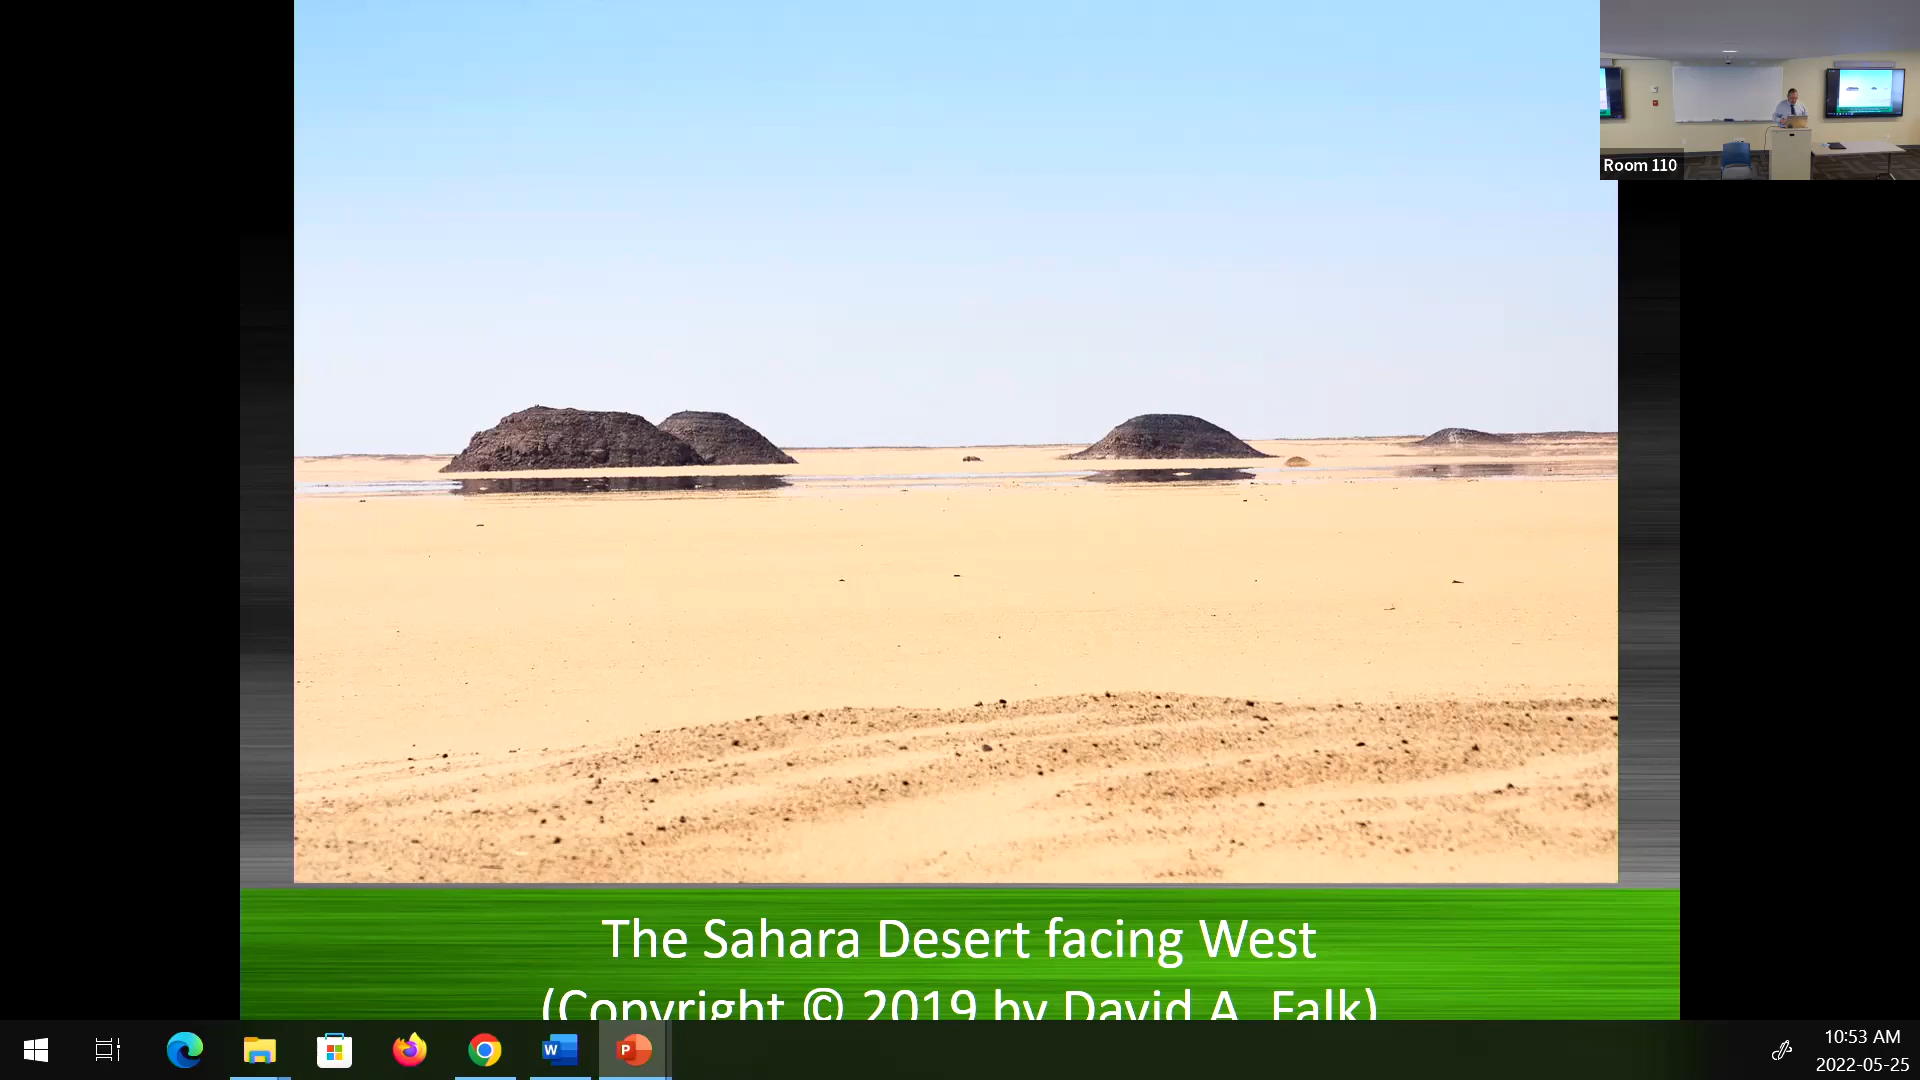 Room 110
The Sahara Desert facing West
(Copyright © 2019 by David A. Falk)
10:53 AM
2022-05-25